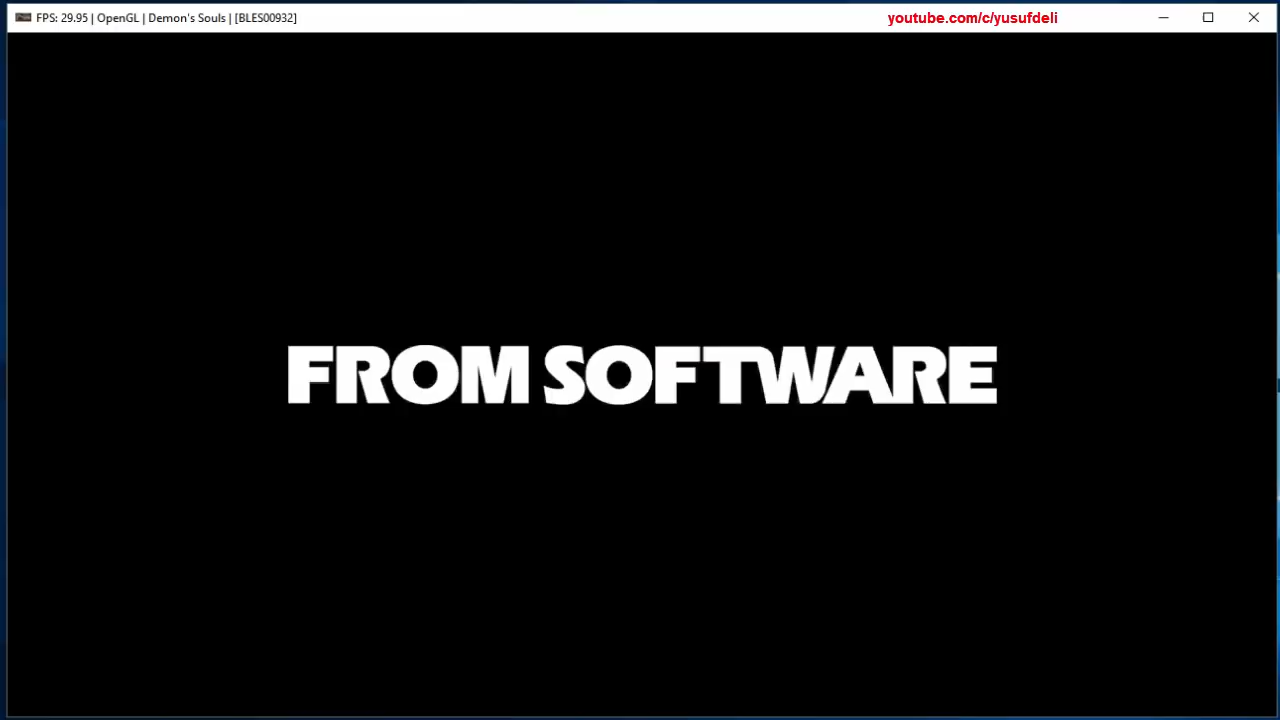 FPS: 29.95 | OpenGL | Demon's Souls | [BLES00932]
youtube.com/c/yusufdeli
FROM SOFTWARE